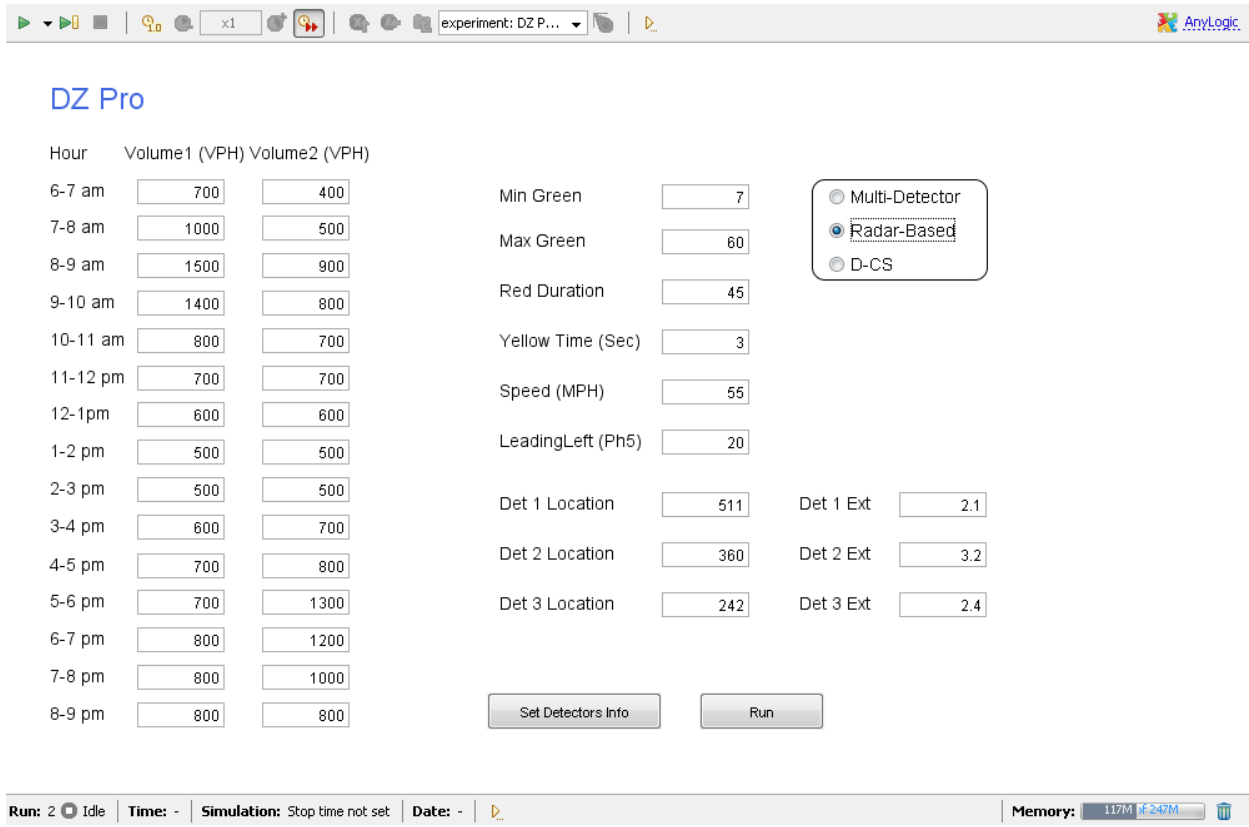 x1 experiment: DZ P... AnyLogic
DZ Pro
Hour Volume1 (VPH) Volume2 (VPH)
6-7 am 700 400
7-8 am 1000 500
8-9 am 1500 900
9-10 am 1400 800
10-11 am 800 700
11-12 pm 700 700
12-1pm 600 600
1-2 pm 500 500
2-3 pm 500 500
3-4 pm 600 700
4-5 pm 700 800
5-6 pm 700 1300
6-7 pm 800 1200
7-8 pm 800 1000
8-9 pm 800 800
Min Green 7
Max Green 60
Red Duration 45
Yellow Time (Sec) 3
Speed (MPH) 55
LeadingLeft (Ph5) 20
Multi-Detector
Radar-Based
D-CS
Det 1 Location 511 Det 1 Ext 2.1
Det 2 Location 360 Det 2 Ext 3.2
Det 3 Location 242 Det 3 Ext 2.4
Set Detectors Info Run
Run: 2 Idle Time: - Simulation: Stop time not set Date: - Memory: 117M of 247M